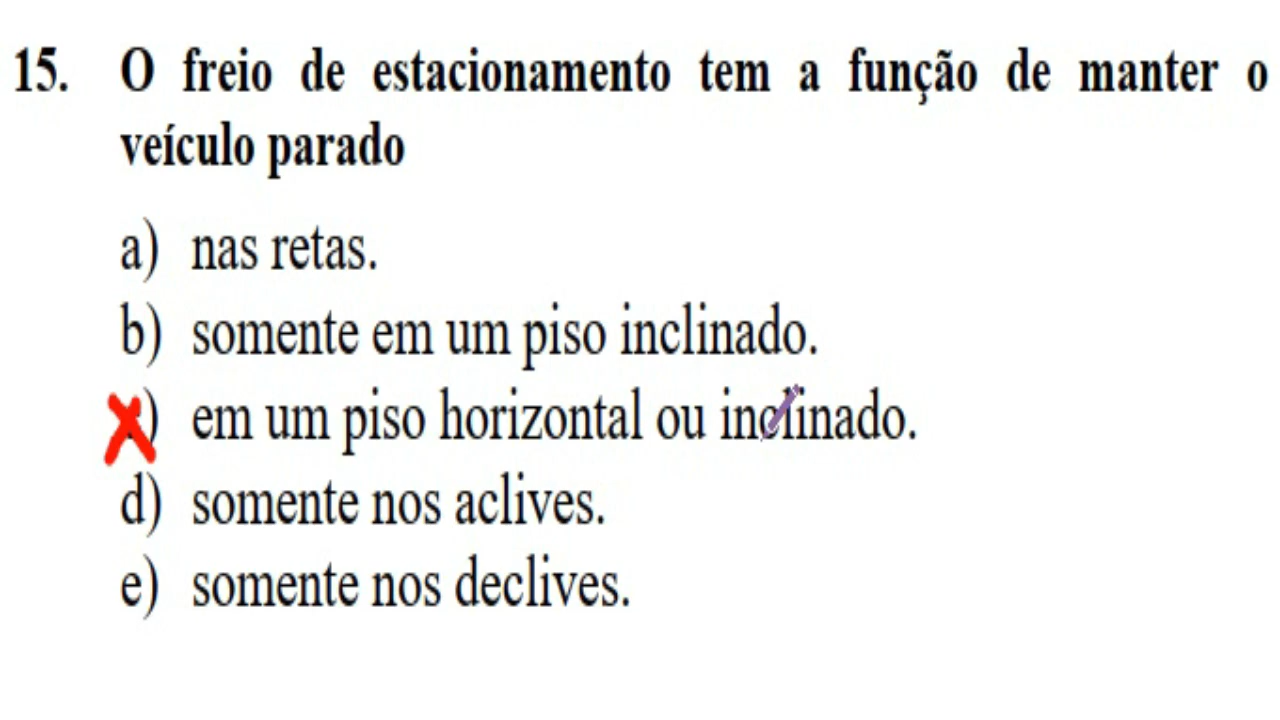 15. O freio de estacionamento tem a função de manter o
veículo parado
a) nas retas.
b) somente em um piso inclinado.
) em um piso horizontal ou inclinado.
d) somente nos aclives.
e) somente nos declives.